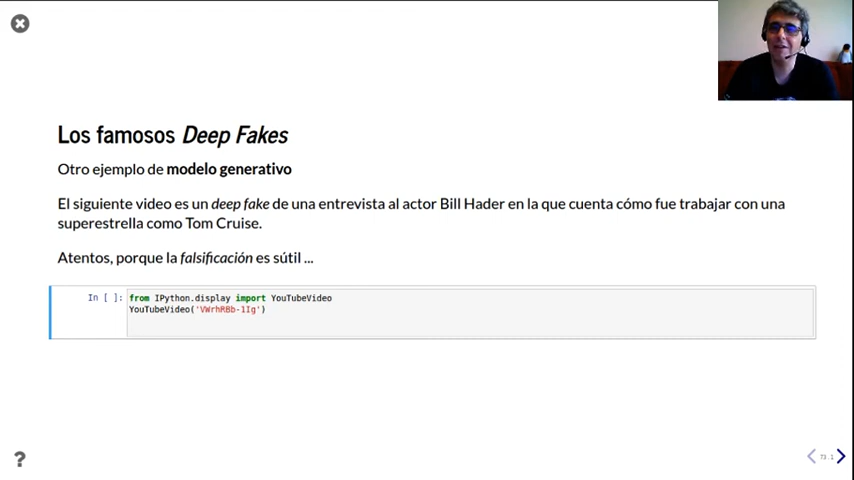 Los famosos Deep Fakes
Otro ejemplo de modelo generativo
El siguiente video es un deep fake de una entrevista al actor Bill Hader en la que cuenta cómo fue trabajar con una
superestrella como Tom Cruise.
Atentos, porque la falsificación es sútil ...
In [ ]: from IPython.display import YouTubeVideo
YouTubeVideo('VWrhRBb-1Ig')
?
73.1